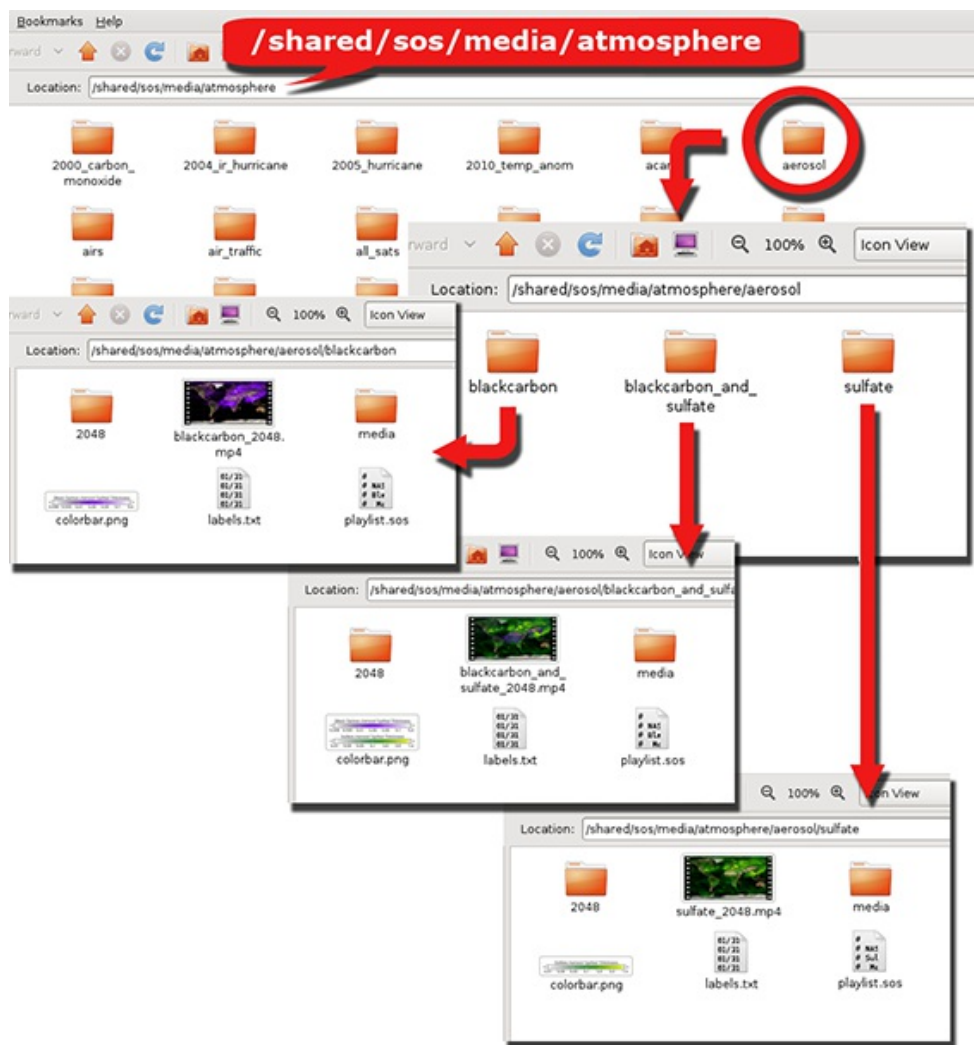 Bookmarks Help
/shared/sos/media/atmosphere
Location: /shared/sos/media/atmosphere
2000_carbon_
monoxide
2004_ir_hurricane
2005_hurricane
2010_temp_anom
aerosol
airs
air_traffic
all_sats
100% Icon View
Location: /shared/sos/media/atmosphere/aerosol
blackcarbon
blackcarbon_and_
sulfate
sulfate
100% Icon View
Location: /shared/sos/media/atmosphere/aerosol/blackcarbon
2048
blackcarbon_2048.
mp4
media
colorbar.png
labels.txt
playlist.sos
100%
Location: /shared/sos/media/atmosphere/aerosol/blackcarbon_and_sulfa
2048
blackcarbon_and_
sulfate_2048.mp4
media
colorbar.png
labels.txt
playlist.sos
100%
Location: /shared/sos/media/atmosphere/aerosol/sulfate
2048
sulfate_2048.mp4
media
colorbar.png
labels.txt
playlist.sos